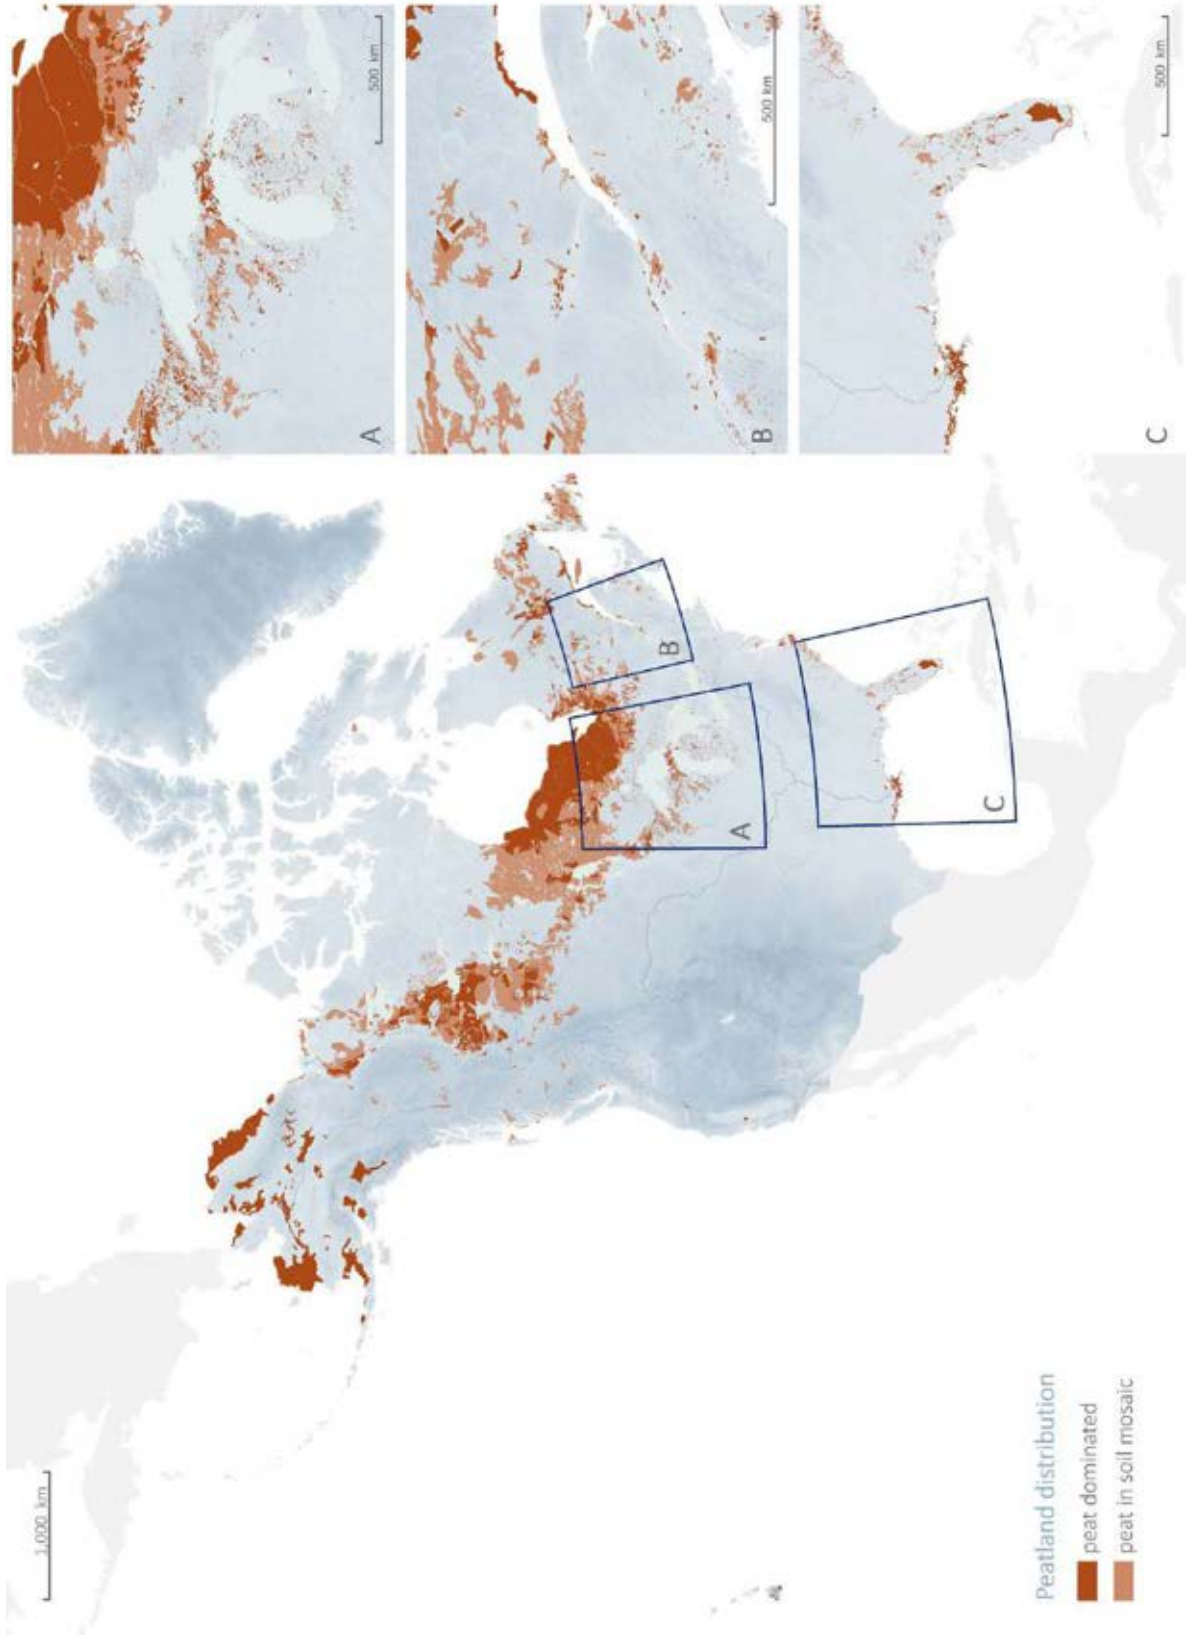 1,000 km
Peatland distribution
peat dominated
peat in soil mosaic
A
B
C
A
500 km
B
500 km
C
500 km